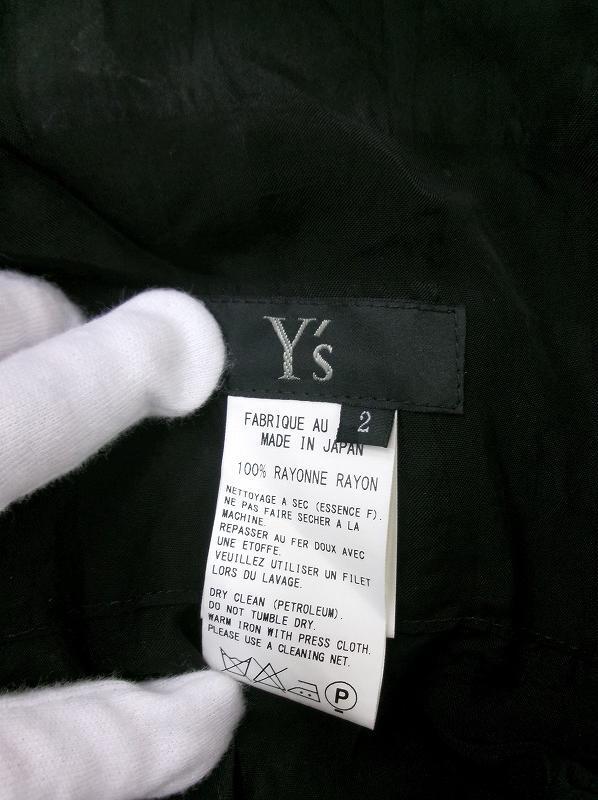 Y's
2
FABRIQUE AU
MADE IN JAPAN
100% RAYONNE RAYON
NETTOYAGE A SEC (ESSENCE F).
NE PAS FAIRE SECHER A LA
MACHINE.
REPASSER AU FER DOUX AVEC
UNE ETOFFE.
VEUILLEZ UTILISER UN FILET
LORS DU LAVAGE.
DRY CLEAN (PETROLEUM).
DO NOT TUMBLE DRY.
WARM IRON WITH PRESS CLOTH.
PLEASE USE A CLEANING NET.
P